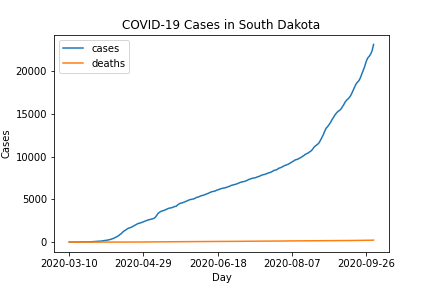 COVID-19 Cases in South Dakota
cases
deaths
20000
15000
10000
5000
0
Cases
2020-03-10 2020-04-29 2020-06-18 2020-08-07 2020-09-26
Day